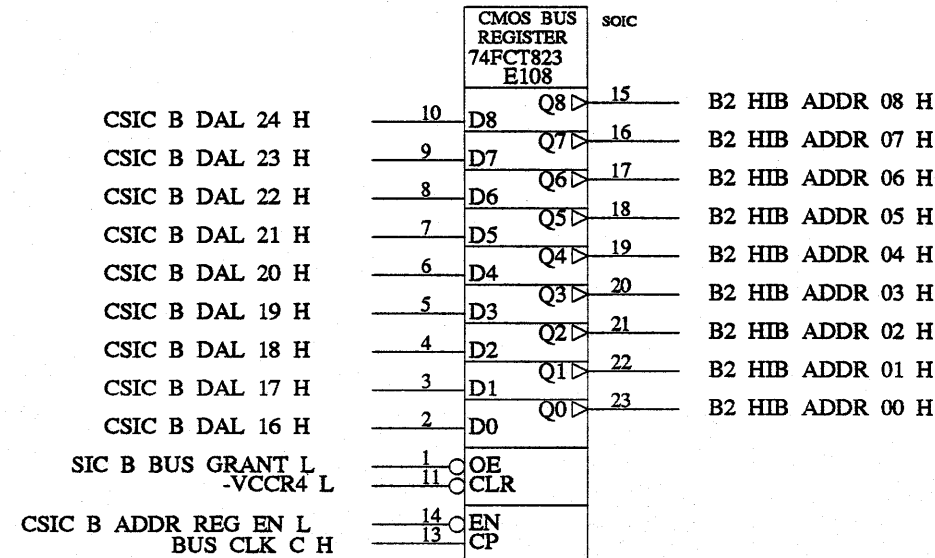 CMOS BUS SOIC
REGISTER
74FCT823
E108
CSIC B DAL 24 H 10 D8 Q8 15 B2 HIB ADDR 08 H
CSIC B DAL 23 H 9 D7 Q7 16 B2 HIB ADDR 07 H
CSIC B DAL 22 H 8 D6 Q6 17 B2 HIB ADDR 06 H
CSIC B DAL 21 H 7 D5 Q5 18 B2 HIB ADDR 05 H
CSIC B DAL 20 H 6 D4 Q4 19 B2 HIB ADDR 04 H
CSIC B DAL 19 H 5 D3 Q3 20 B2 HIB ADDR 03 H
CSIC B DAL 18 H 4 D2 Q2 21 B2 HIB ADDR 02 H
CSIC B DAL 17 H 3 D1 Q1 22 B2 HIB ADDR 01 H
CSIC B DAL 16 H 2 D0 Q0 23 B2 HIB ADDR 00 H
SIC B BUS GRANT L 1 OE
-VCCR4 L 11 CLR
CSIC B ADDR REG EN L 14 EN
BUS CLK C H 13 CP